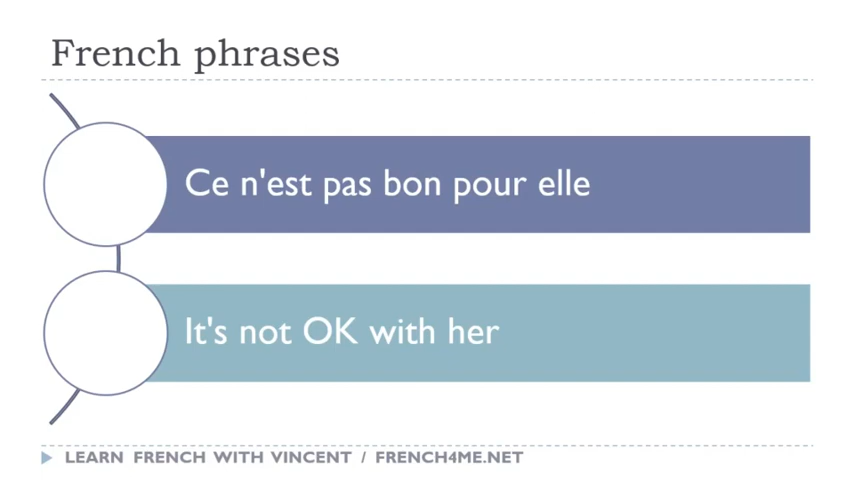 French phrases
Ce n'est pas bon pour elle
It's not OK with her
LEARN FRENCH WITH VINCENT / FRENCH4ME.NET